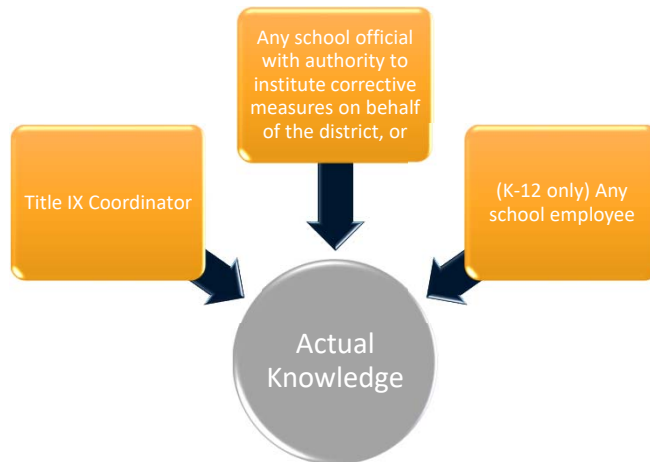 Any school official
with authority to
institute corrective
measures on behalf
of the district, or
Title IX Coordinator
(K-12 only) Any
school employee
Actual
Knowledge